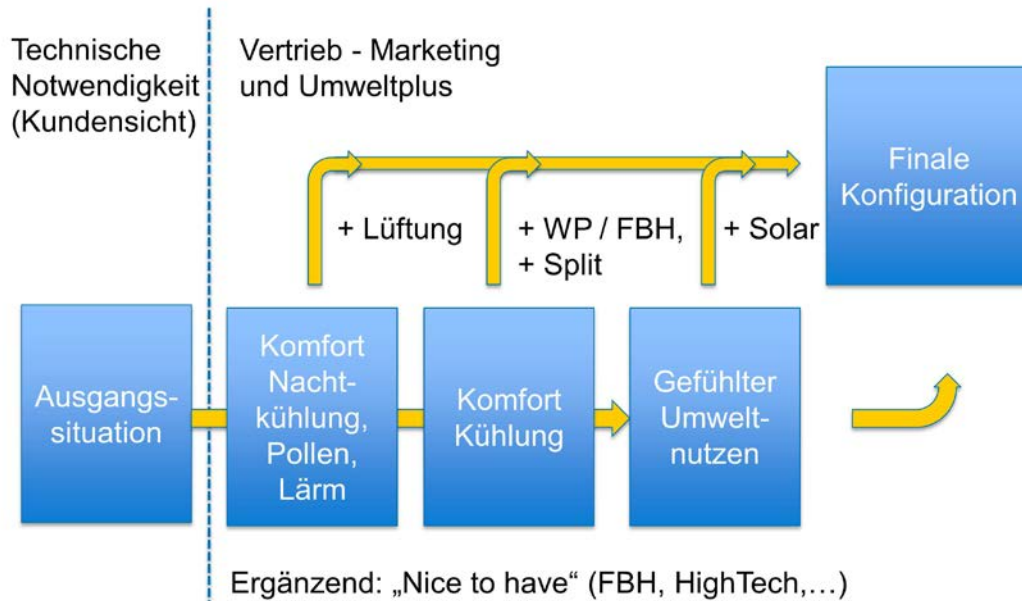 Technische
Notwendigkeit
(Kundensicht)
Vertrieb - Marketing
und Umweltplus
Finale
Konfiguration
+ Lüftung
+ WP / FBH,
+ Split
+ Solar
Ausgangs-
situation
Komfort
Nacht-
kühlung,
Pollen,
Lärm
Komfort
Kühlung
Gefühlter
Umwelt-
nutzen
Ergänzend: „Nice to have“ (FBH, HighTech,…)